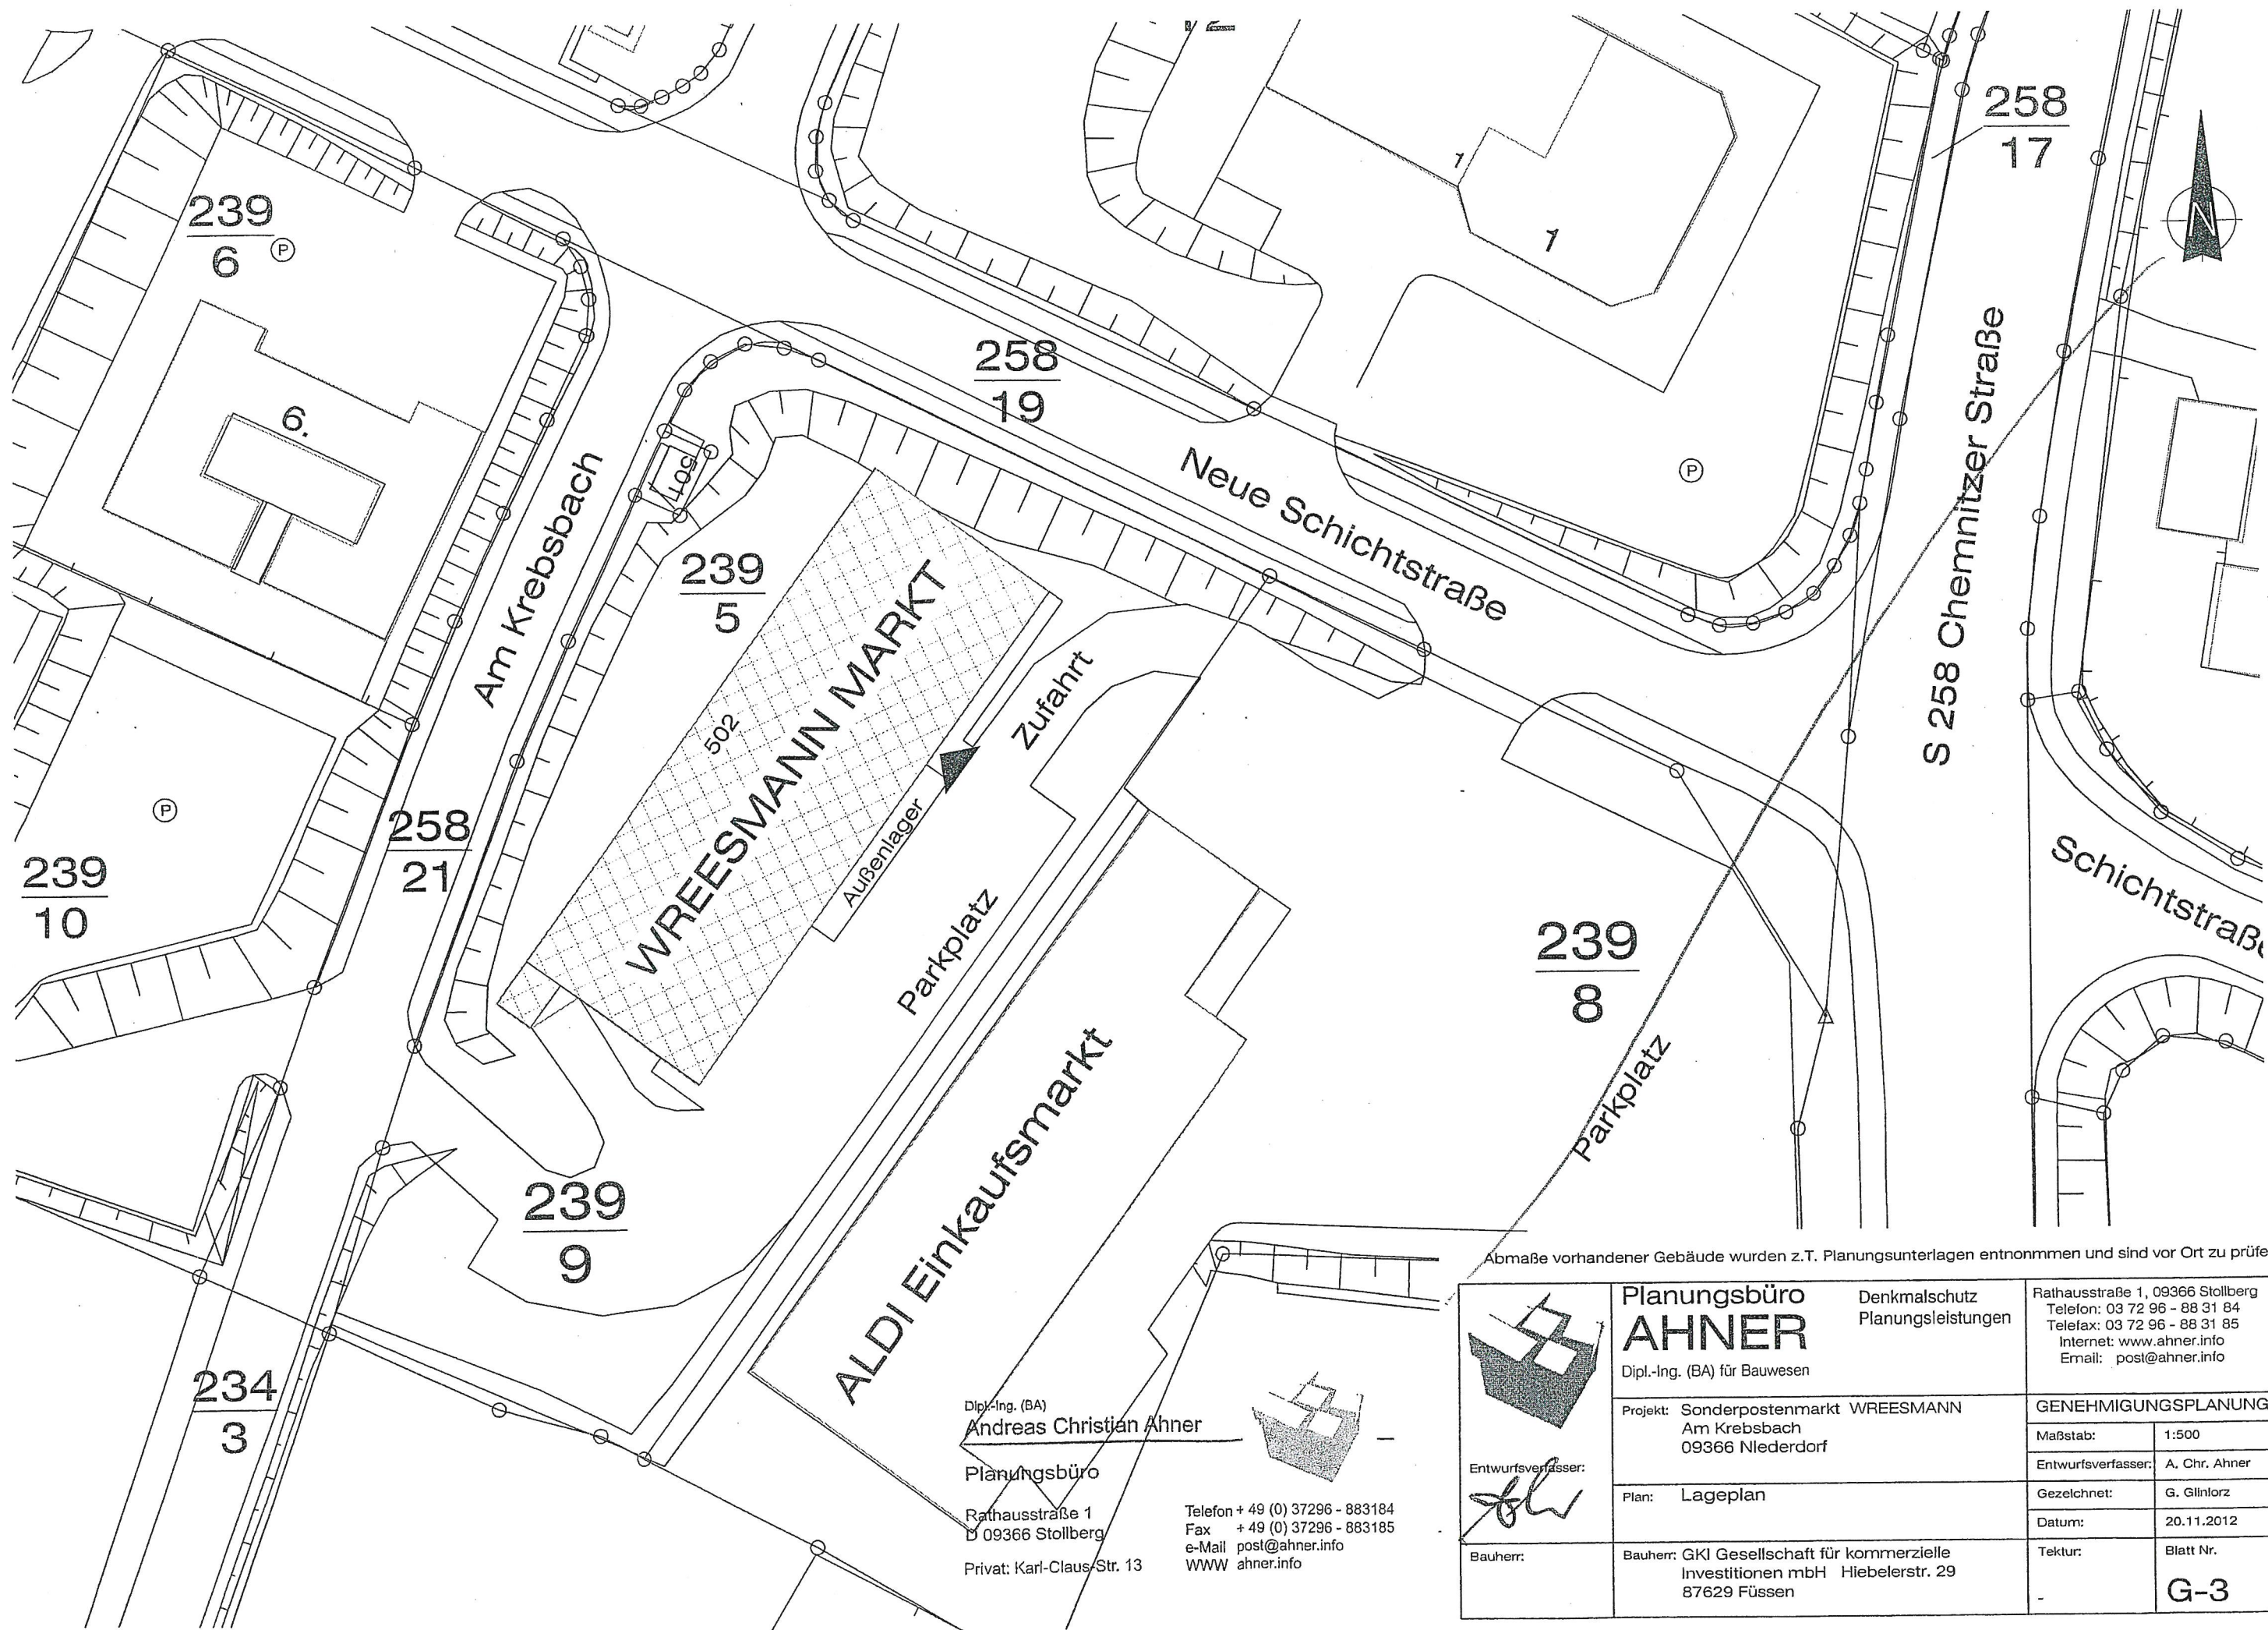 258
17
239
6
P
N
1
1
258
19
6.
P
Neue Schichtstraße
S 258 Chemnitzer Straße
Am Krebsbach
239
5
WREESMANN MARKT
502
Zufahrt
Außenlager
P
258
21
239
10
Parkplatz
Schichtstraß
239
8
Parkplatz
ALDI Einkaufsmarkt
239
9
234
3
Abmaße vorhandener Gebäude wurden z.T. Planungsunterlagen entnonmmen und sind vor Ort zu prüfe
Planungsbüro
AHNER
Dipl.-Ing. (BA) für Bauwesen
Denkmalschutz
Planungsleistungen
Rathausstraße 1, 09366 Stollberg
Telefon: 03 72 96 - 88 31 84
Telefax: 03 72 96 - 88 31 85
Internet: www.ahner.info
Email: post@ahner.info
Projekt: Sonderpostenmarkt WREESMANN
Am Krebsbach
09366 NIederdorf
GENEHMIGUNGSPLANUNG
Maßstab: 1:500
Entwurfsverfasser: A. Chr. Ahner
Entwurfsverfasser:
Plan: Lageplan
Gezeichnet: G. Glinlorz
Datum: 20.11.2012
Bauherr:
Bauherr: GKI Gesellschaft für kommerzielle
Investitionen mbH Hiebelerstr. 29
87629 Füssen
Tektur: -
Blatt Nr.
G-3
Dipl.-Ing. (BA)
Andreas Christian Ahner
Planungsbüro
Rathausstraße 1
D 09366 Stollberg
Privat: Karl-Claus-Str. 13
Telefon + 49 (0) 37296 - 883184
Fax + 49 (0) 37296 - 883185
e-Mail post@ahner.info
WWW ahner.info